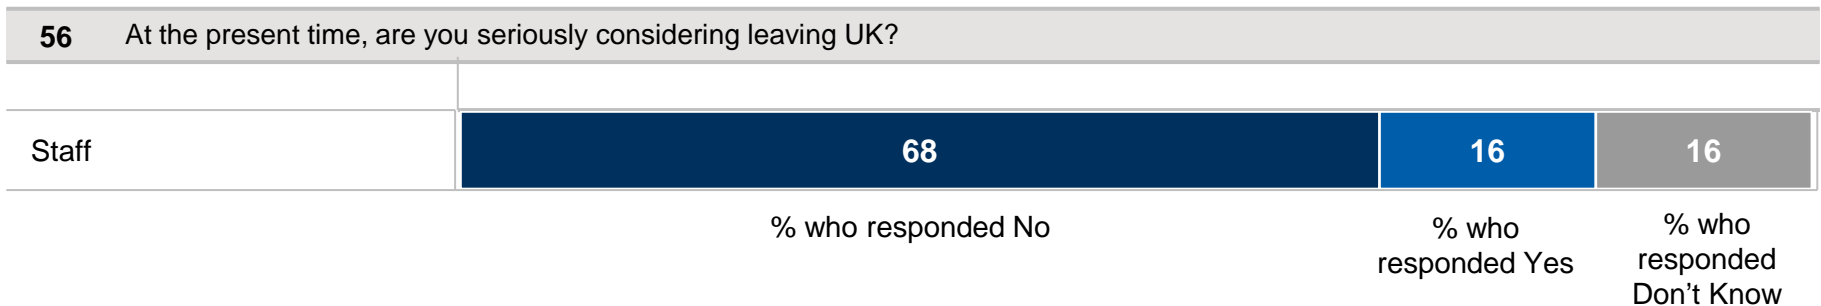 56 At the present time, are you seriously considering leaving UK?
Staff 68 16 16
% who responded No
% who
responded Yes
% who
responded
Don't Know